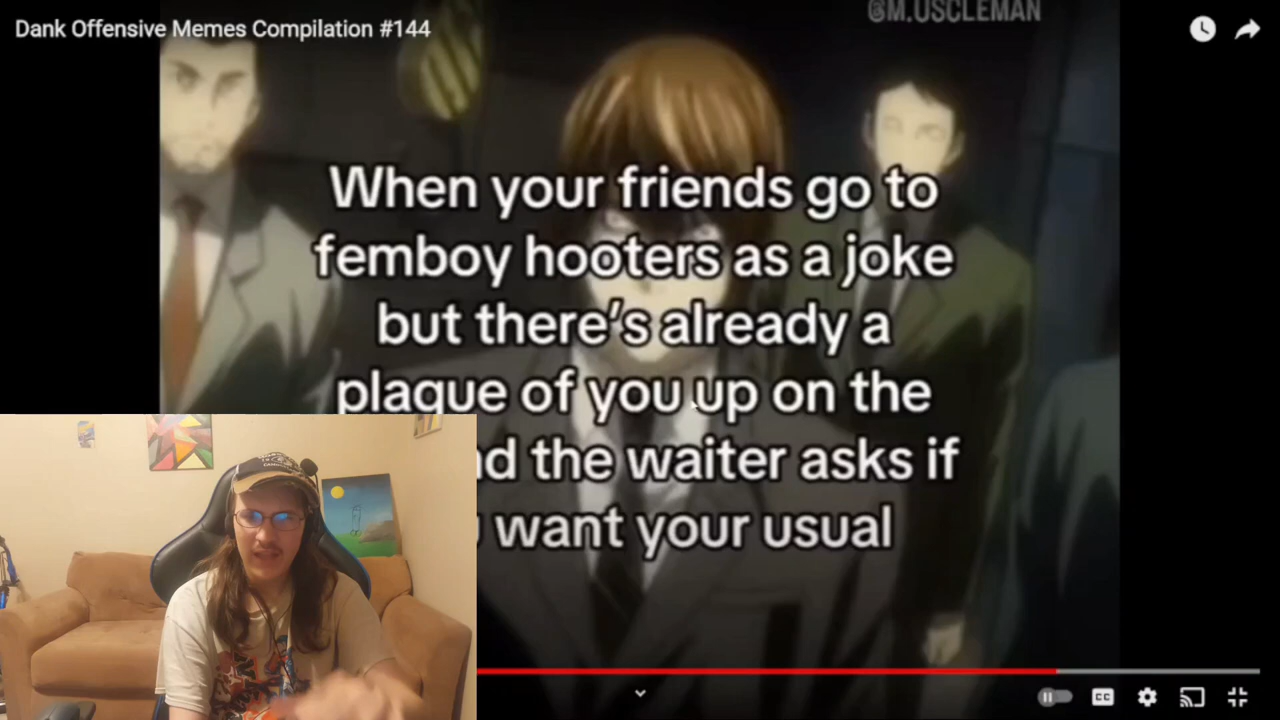 @M.USCLEMAN
Dank Offensive Memes Compilation #144
When your friends go to
femboy hooters as a joke
but there's already a
plaque of you up on the
the waiter asks if
want your usual
CC